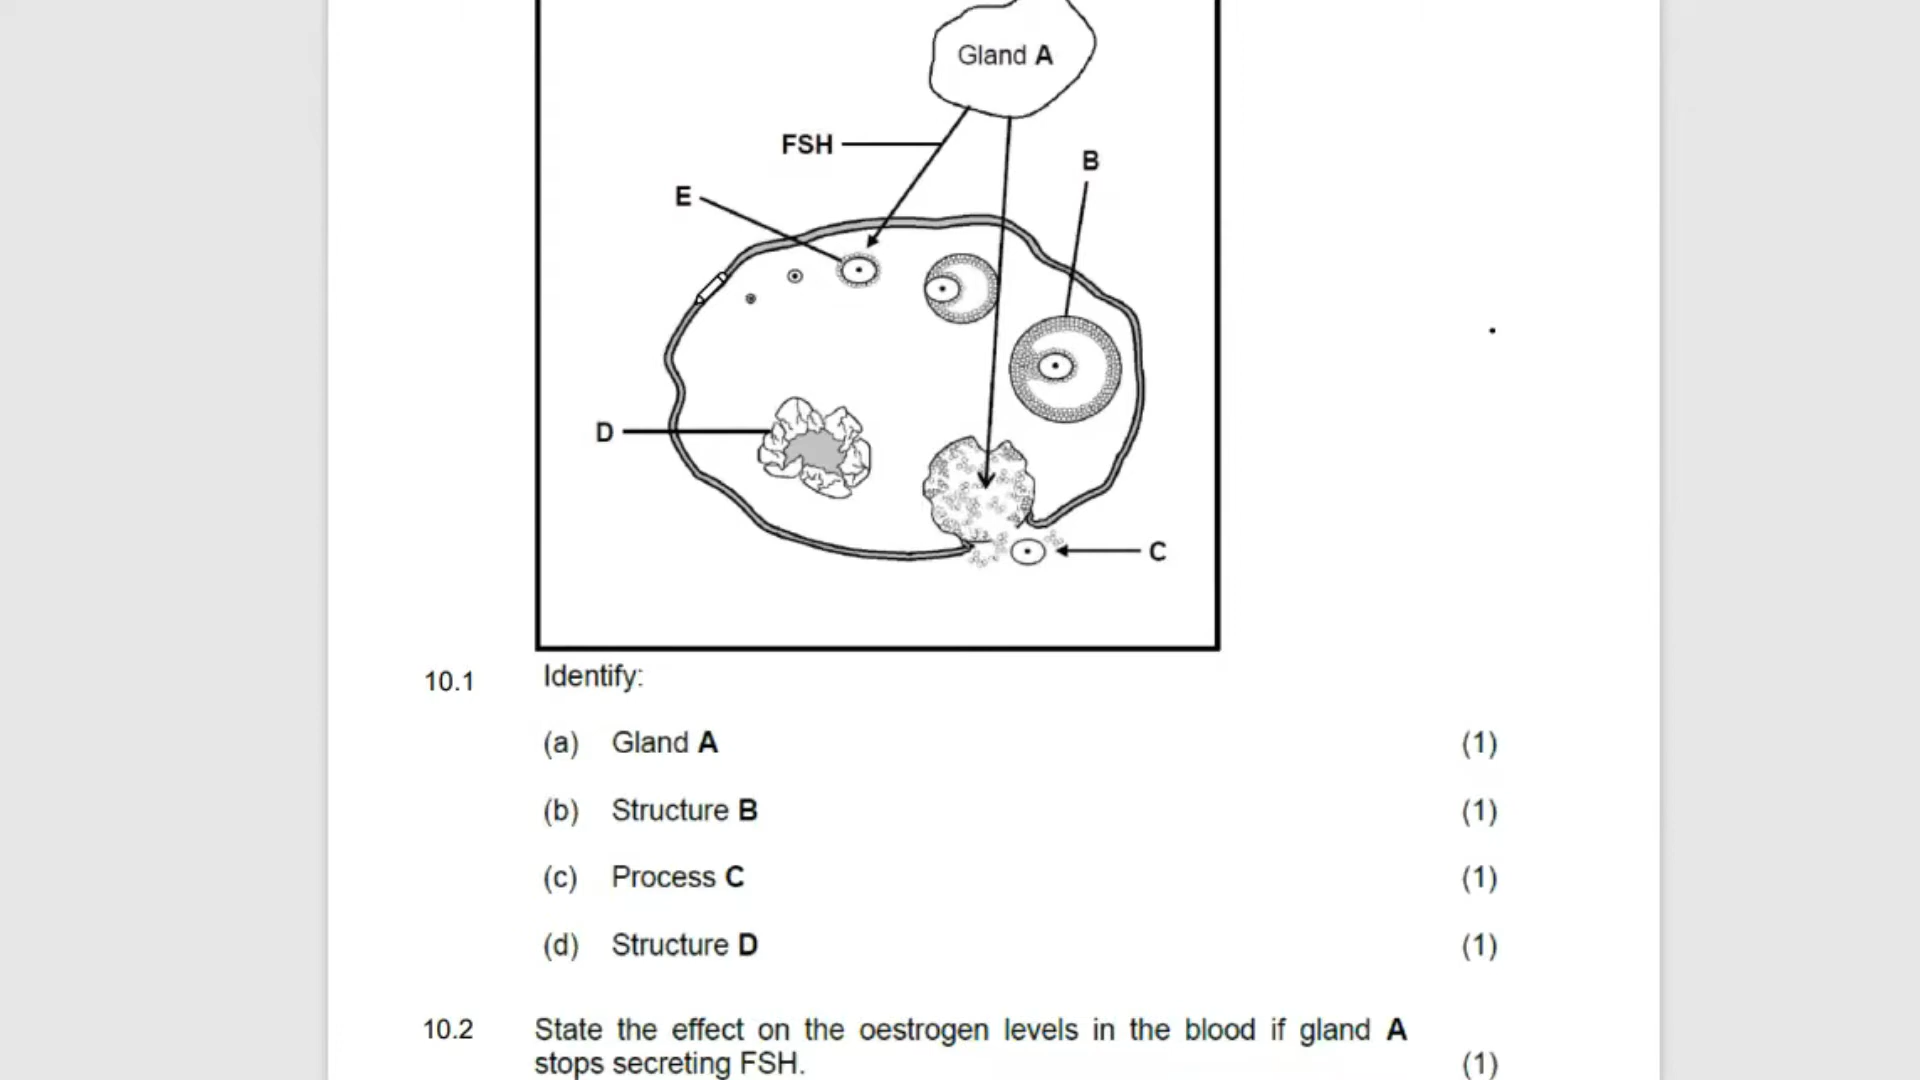 Gland A
FSH
B
E
D
C
10.1 Identify:
(a) Gland A (1)
(b) Structure B (1)
(c) Process C (1)
(d) Structure D (1)
10.2 State the effect on the oestrogen levels in the blood if gland A
stops secreting FSH. (1)